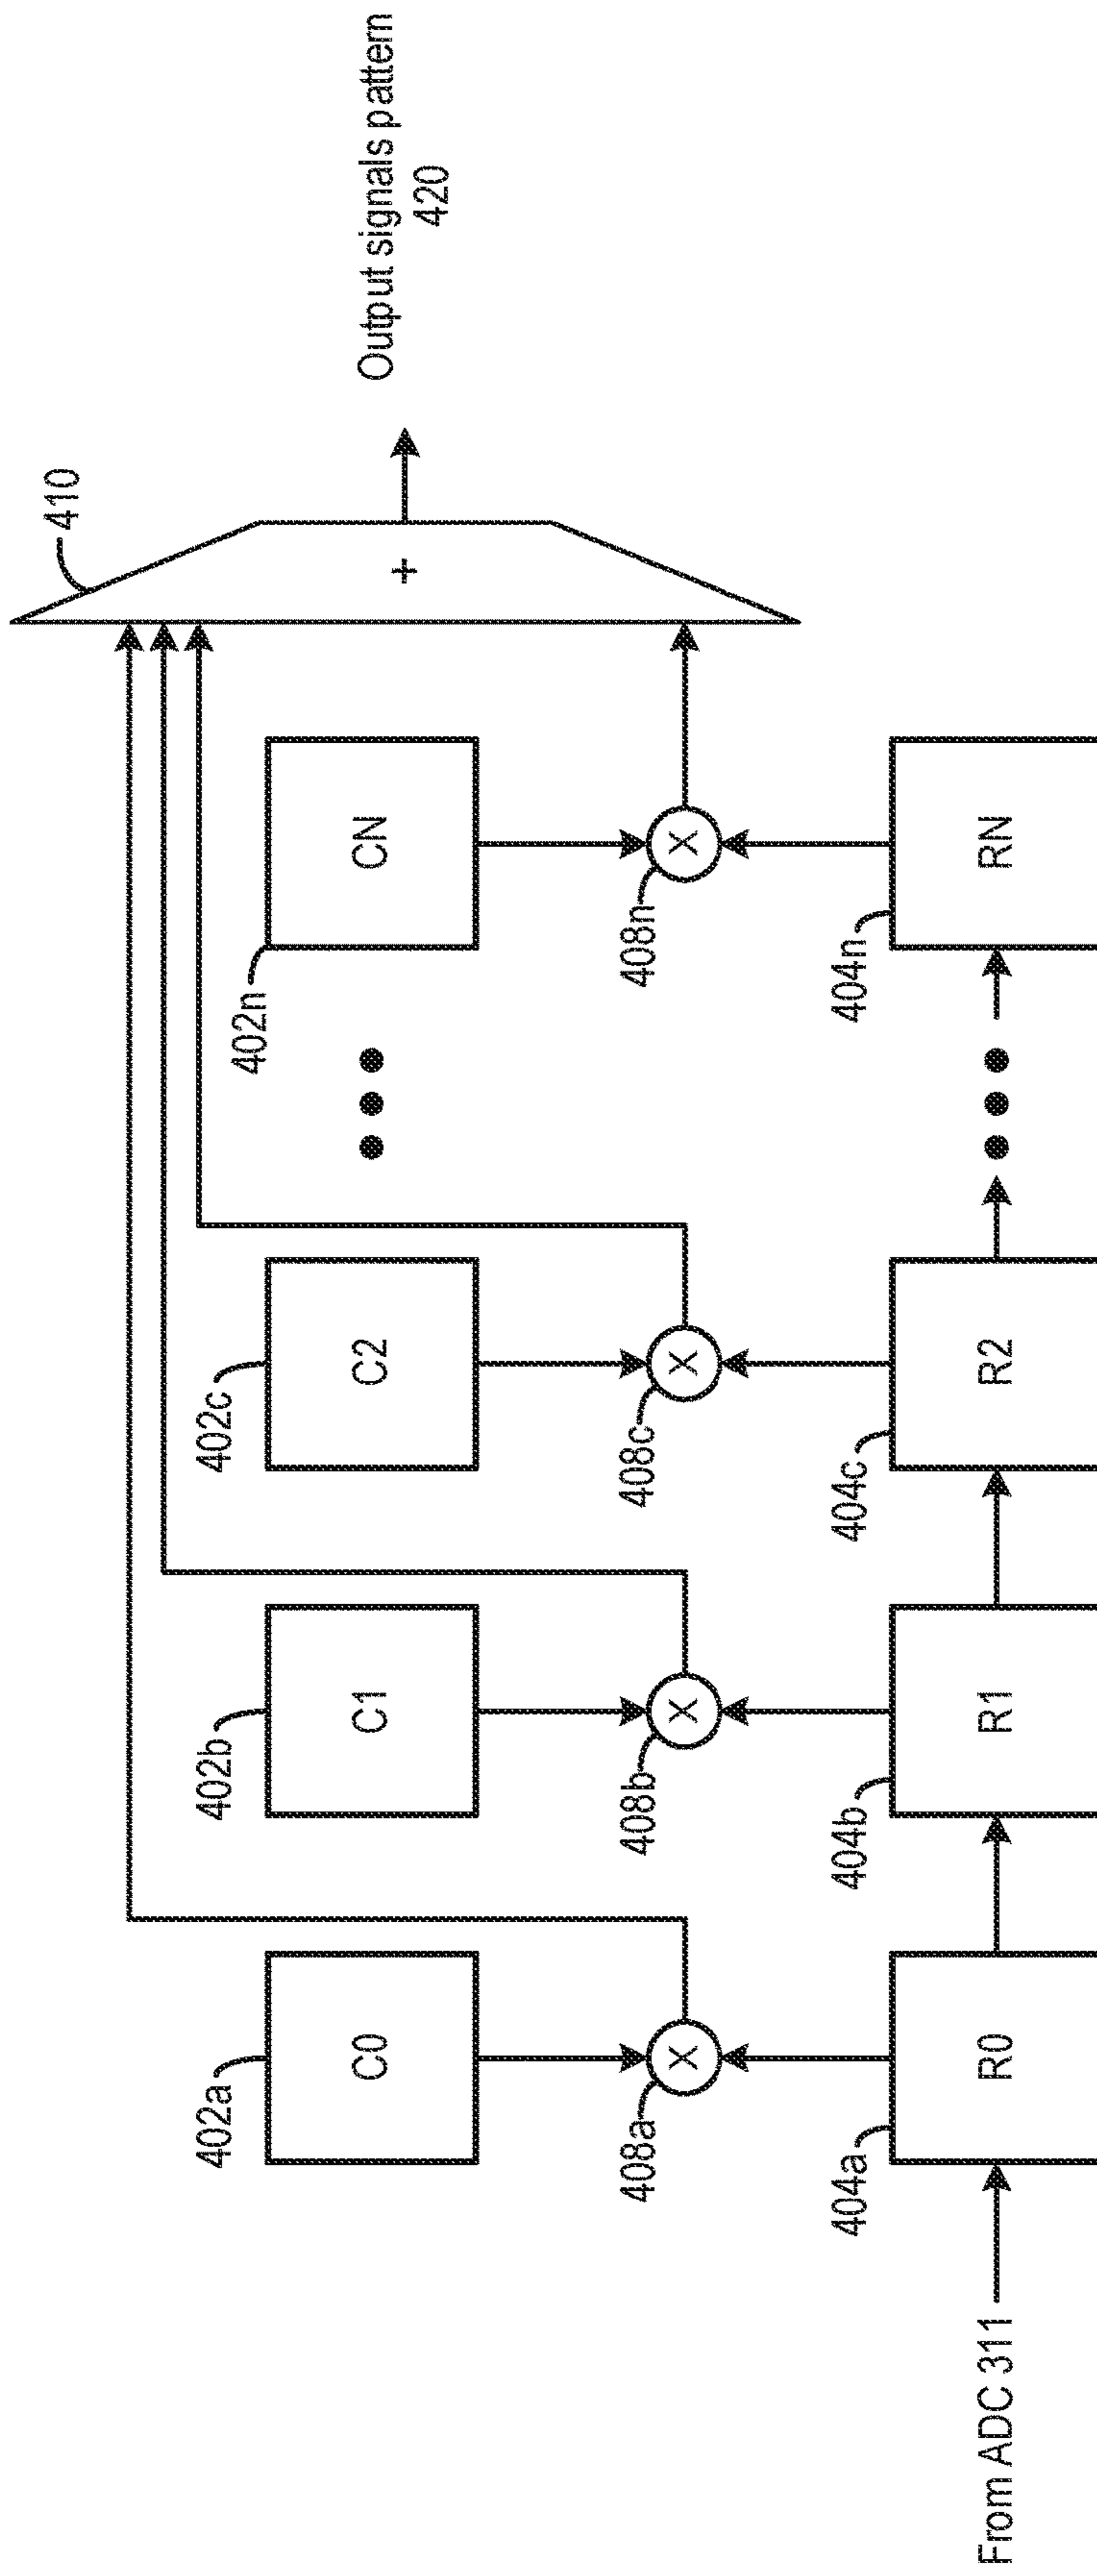 410
Output signals pattern
420
+
402a
C0
402b
C1
402c
C2
402n
CN
408a
X
408b
X
408c
X
408n
X
404a
R0
404b
R1
404c
R2
404n
RN
From ADC 311